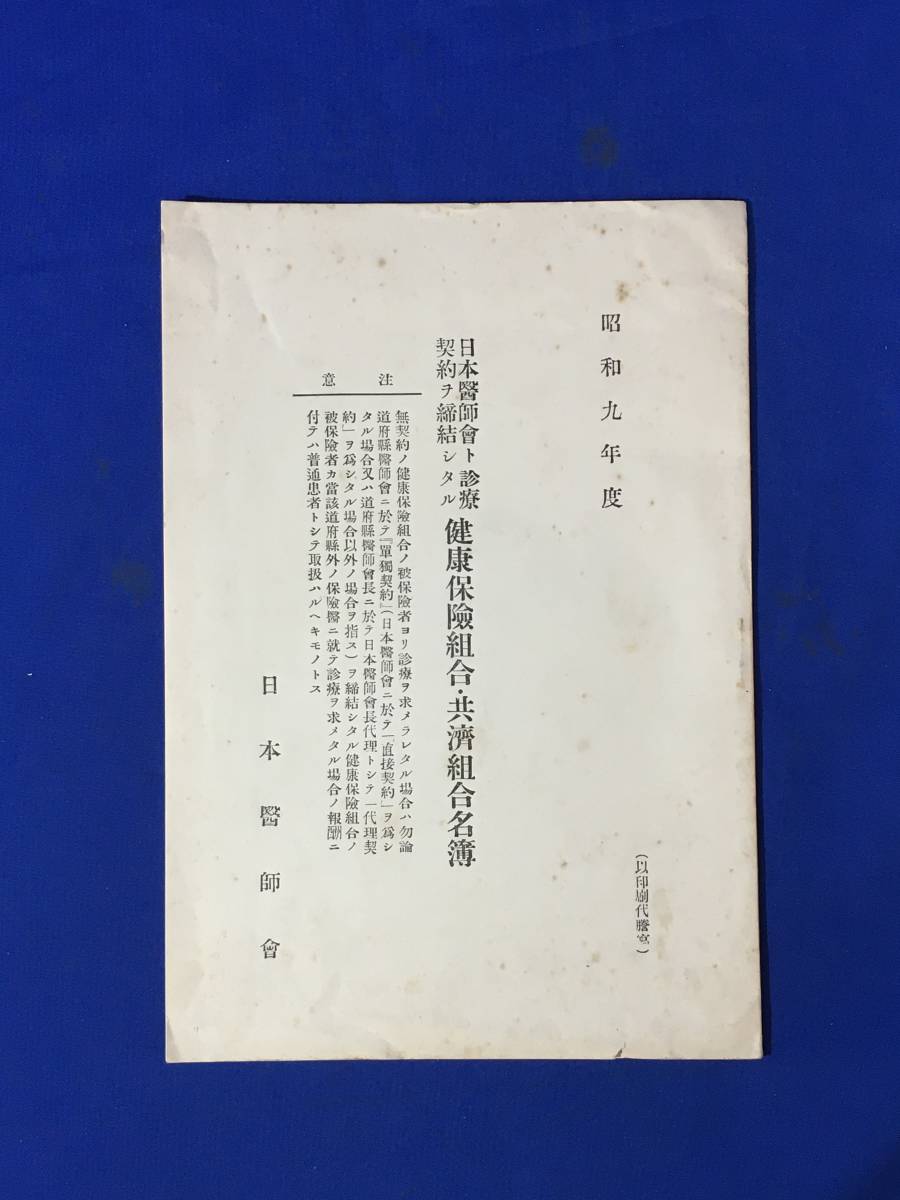 (以印刷代謄寫)
昭和九年度
日本醫師會ト診療
契約ヲ締結シタル
健康保險組合・共濟組合名簿
注意
無契約ノ健康保險組合ノ被保險者ヨリ診療ヲ求メラレタル場合ハ勿論
道府縣醫師會ニ於テ『單獨契約』(日本醫師會ニ於テ「直接契約」ヲ爲シ
タル場合又ハ道府縣醫師會長ニ於テ日本醫師會長代理トシテ「代理契
約」ヲ爲シタル場合以外ノ場合ヲ指ス)ヲ締結シタル健康保險組合ノ
被保險者カ當該道府縣外ノ保險醫ニ就テ診療ヲ求メタル場合ノ報酬ニ
付テハ普通患者トシテ取扱ハルヘキモノトス
日本醫師會